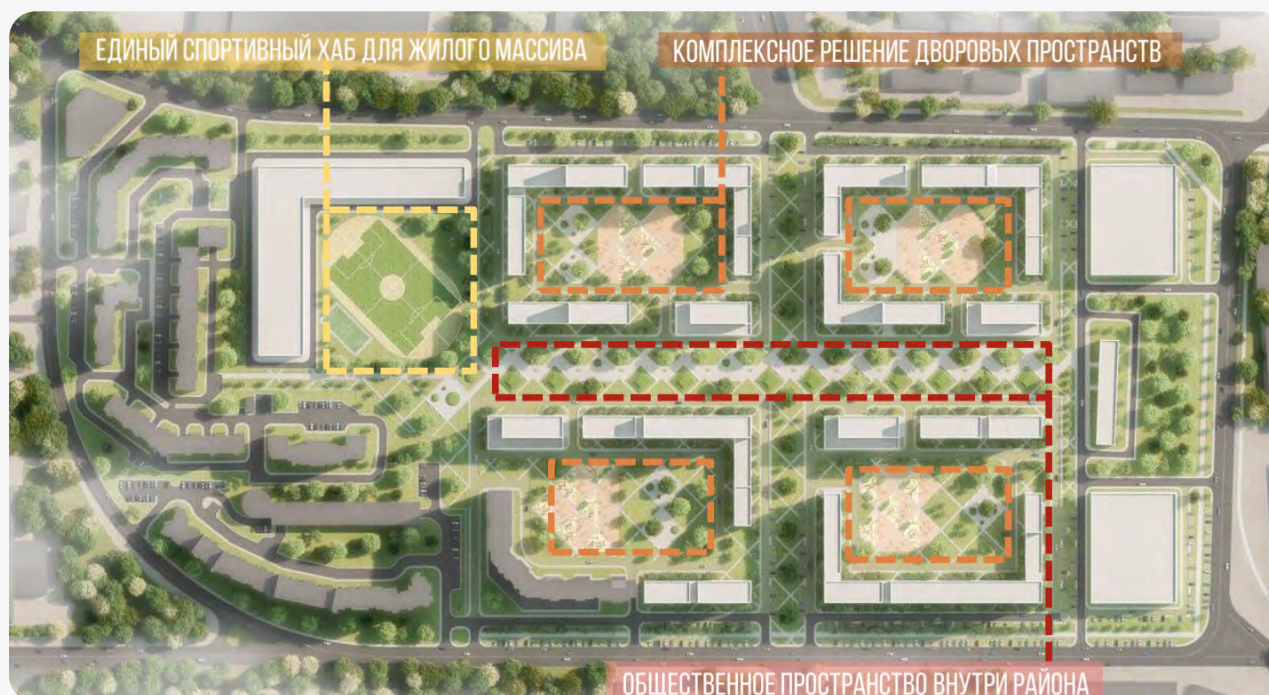 ЕДИНЫЙ СПОРТИВНЫЙ ХАБ ДЛЯ ЖИЛОГО МАССИВА
КОМПЛЕКСНОЕ РЕШЕНИЕ ДВОРОВЫХ ПРОСТРАНСТВ
ОБЩЕСТВЕННОЕ ПРОСТРАНСТВО ВНУТРИ РАЙОНА